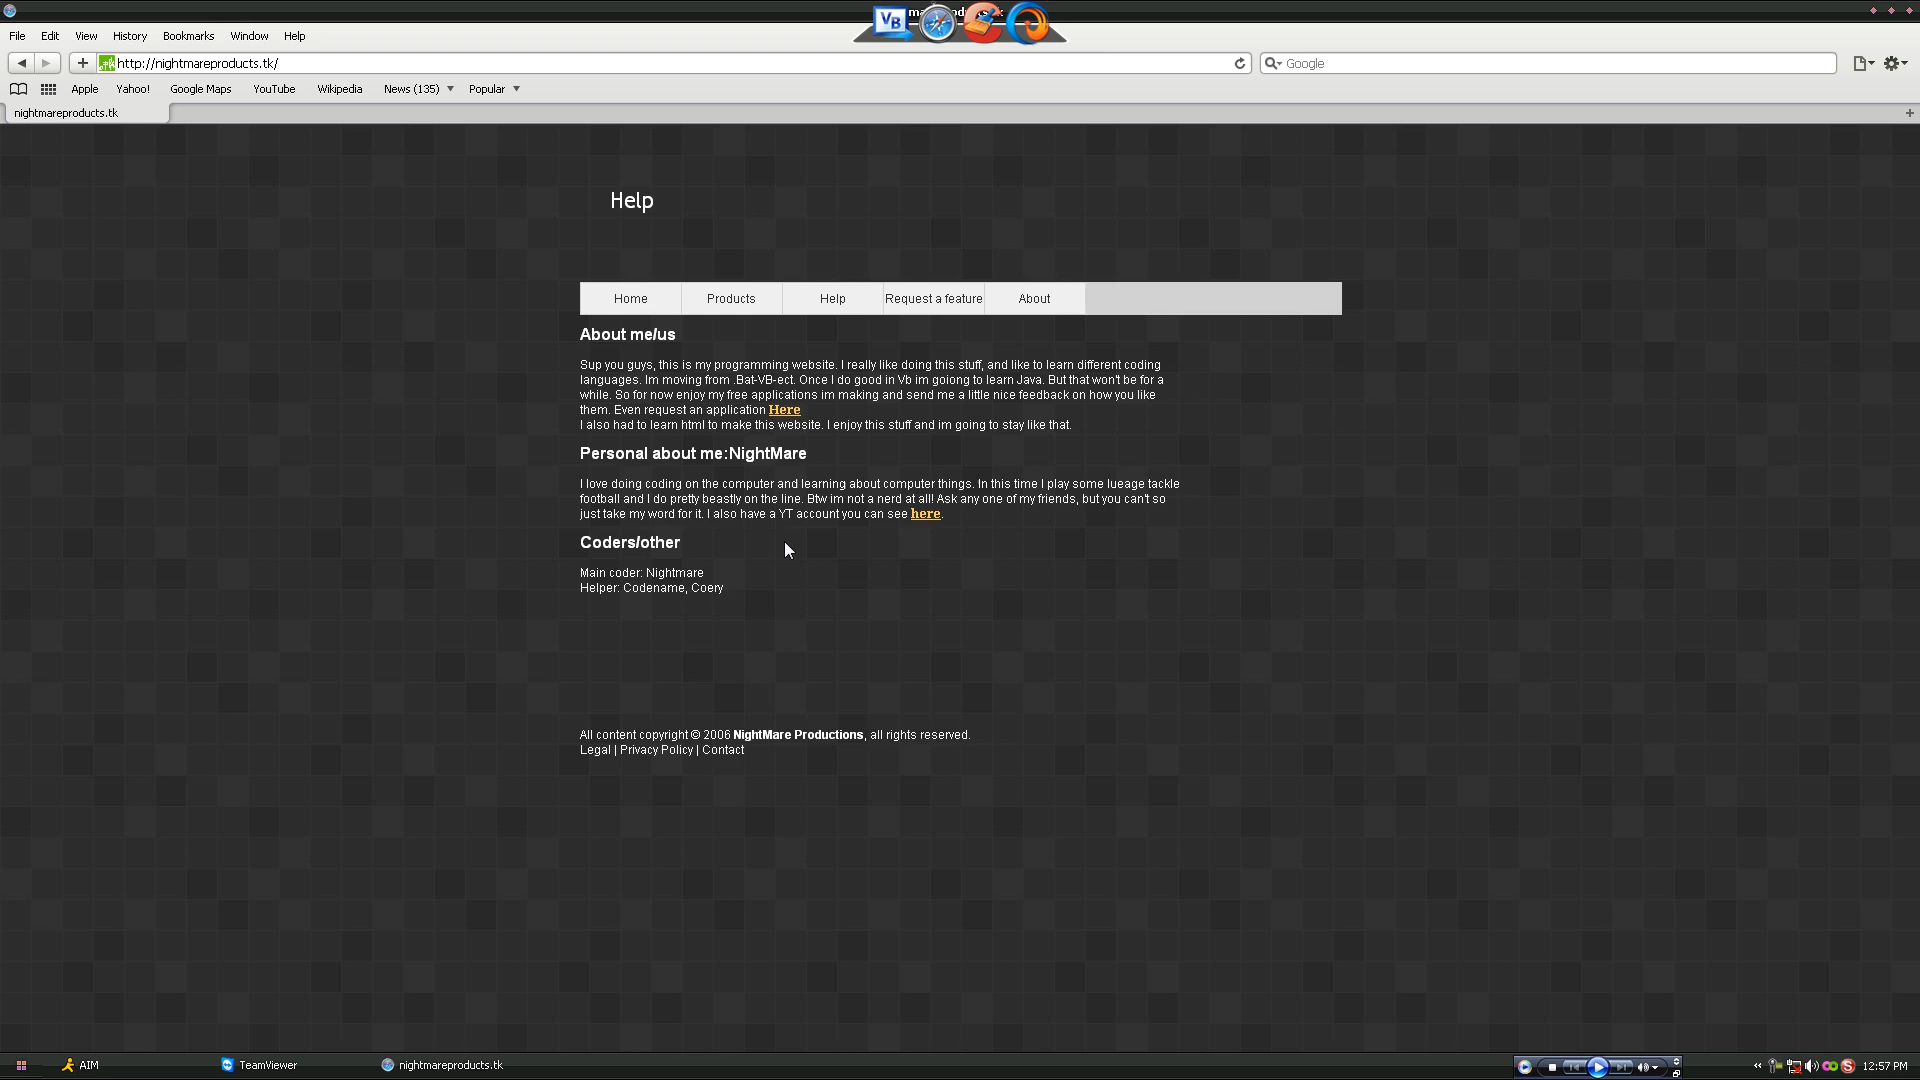 File Edit View History Bookmarks Window Help
http://nightmareproducts.tk/
Google
Apple Yahoo! Google Maps YouTube Wikipedia News (135) Popular
nightmareproducts.tk
Help
Home Products Help Request a feature About
About me/us
Sup you guys, this is my programming website. I really like doing this stuff, and like to learn different coding
languages. Im moving from .Bat-VB-ect. Once I do good in Vb im goiong to learn Java. But that won't be for a
while. So for now enjoy my free applications im making and send me a little nice feedback on how you like
them. Even request an application Here
I also had to learn html to make this website. I enjoy this stuff and im going to stay like that.
Personal about me:NightMare
I love doing coding on the computer and learning about computer things. In this time I play some lueage tackle
football and I do pretty beastly on the line. Btw im not a nerd at all! Ask any one of my friends, but you can't so
just take my word for it. I also have a YT account you can see here.
Coders/other
Main coder: Nightmare
Helper: Codename, Coery
All content copyright © 2006 NightMare Productions, all rights reserved.
Legal | Privacy Policy | Contact
AIM TeamViewer nightmareproducts.tk 12:57 PM